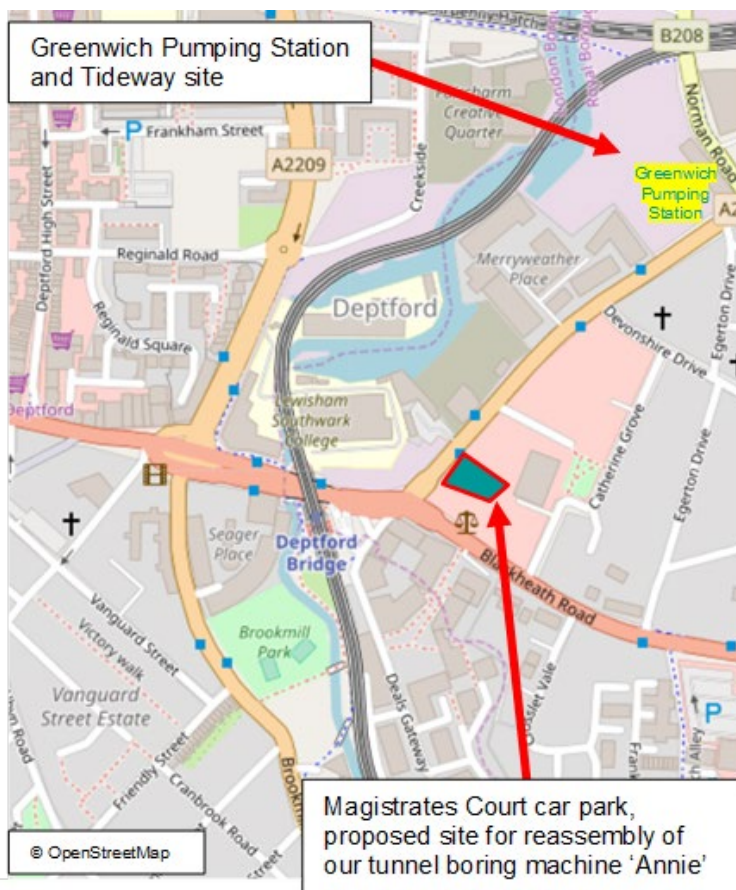 Greenwich Pumping Station
and Tideway site
B208
Norman Road
Frankham Street
P
A2209
Creative
Quarter
Creekside
Greenwich
Pumping
Station
A2
Deptford High Street
Reginald Road
Reginald Square
Merryweather
Place
Deptford
Devonshire Drive
Egerton Drive
Deptford
Lewisham
Southwark
College
Catherine Grove
Egerton Drive
Seager
Place
Deptford
Bridge
Blackheath Road
Brookmill
Park
Vanguard Street
Victory walk
Vanguard
Street Estate
Deals Gateway
P
Friendly Street
Cranbrook Road
Magistrates Court car park,
proposed site for reassembly of
our tunnel boring machine ‘Annie’
© OpenStreetMap